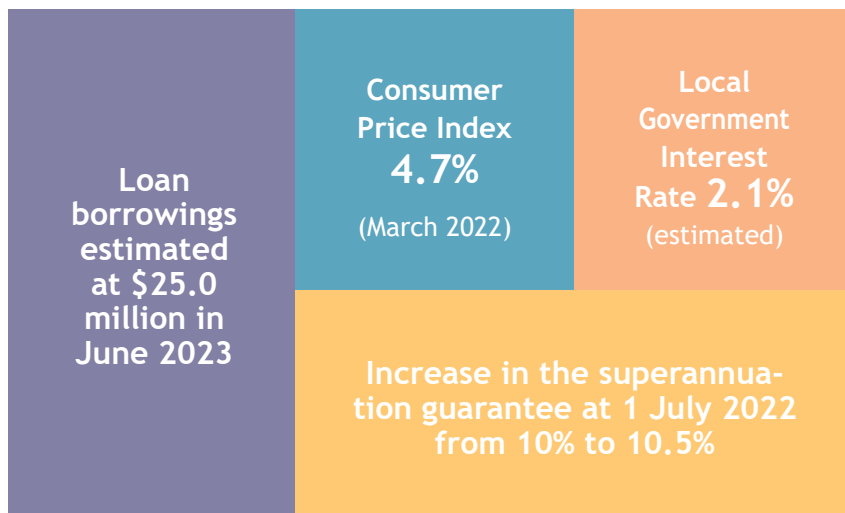 Loan
borrowings
estimated
at $25.0
million in
June 2023
Consumer
Price Index
4.7%
(March 2022)
Local
Government
Interest
Rate 2.1%
(estimated)
Increase in the superannua-
tion guarantee at 1 July 2022
from 10% to 10.5%